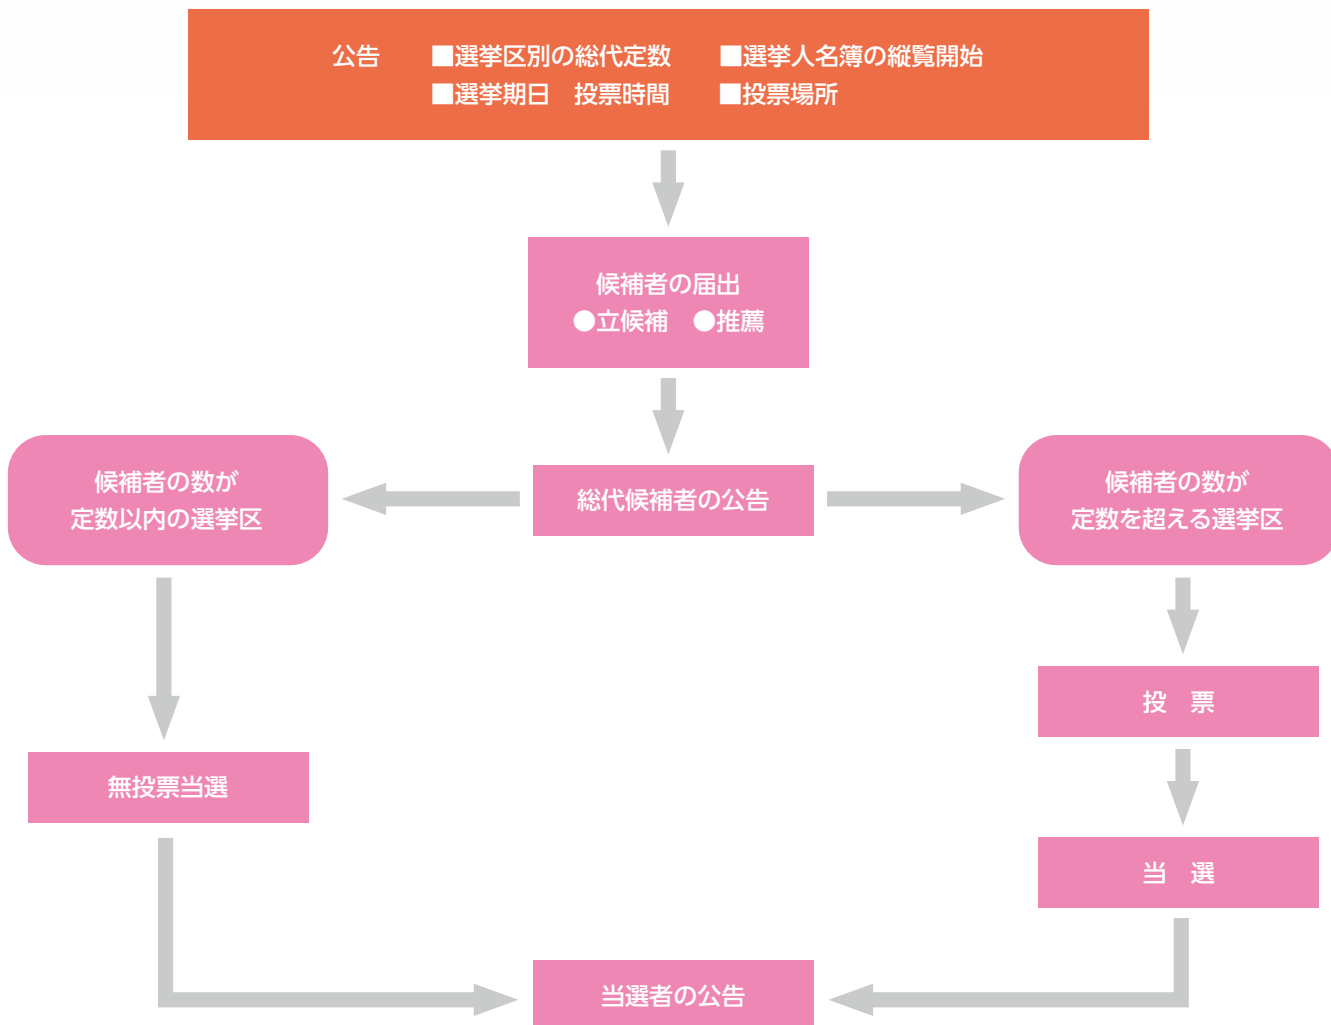 公告　■選挙区別の総代定数　■選挙人名簿の縦覧開始
■選挙期日　投票時間　■投票場所
候補者の届出
●立候補　●推薦
総代候補者の公告
候補者の数が
定数以内の選挙区
候補者の数が
定数を超える選挙区
無投票当選
投　票
当　選
当選者の公告